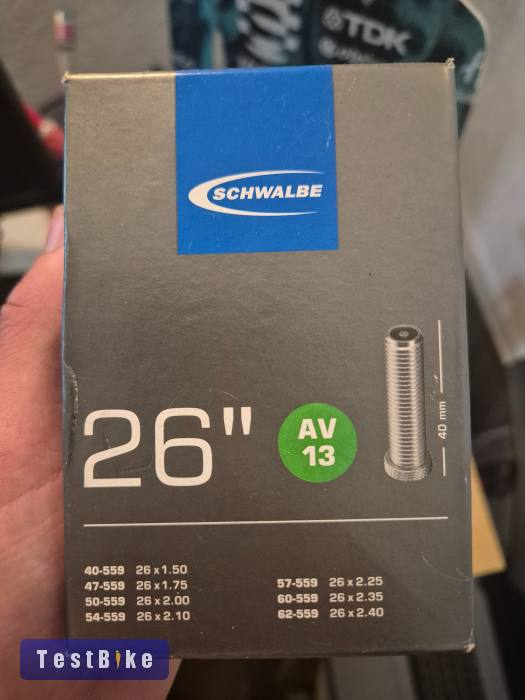 TDK
SCHWALBE
26"
AV
13
40 mm
40-559 26 x 1.50
47-559 26 x 1.75
50-559 26 x 2.00
54-559 26 x 2.10
57-559 26 x 2.25
60-559 26 x 2.35
62-559 26 x 2.40
TestBike